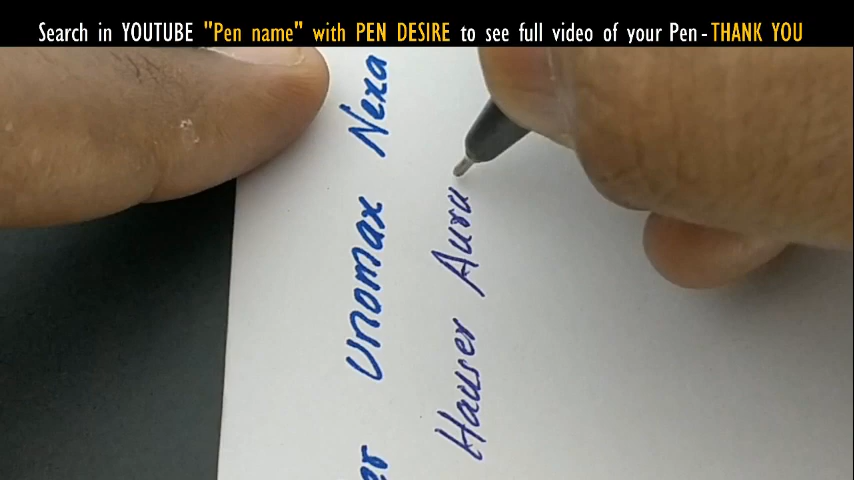 Search in YOUTUBE "Pen name" with PEN DESIRE to see full video of your Pen - THANK YOU
Unomax Nexa
Hauser Auru